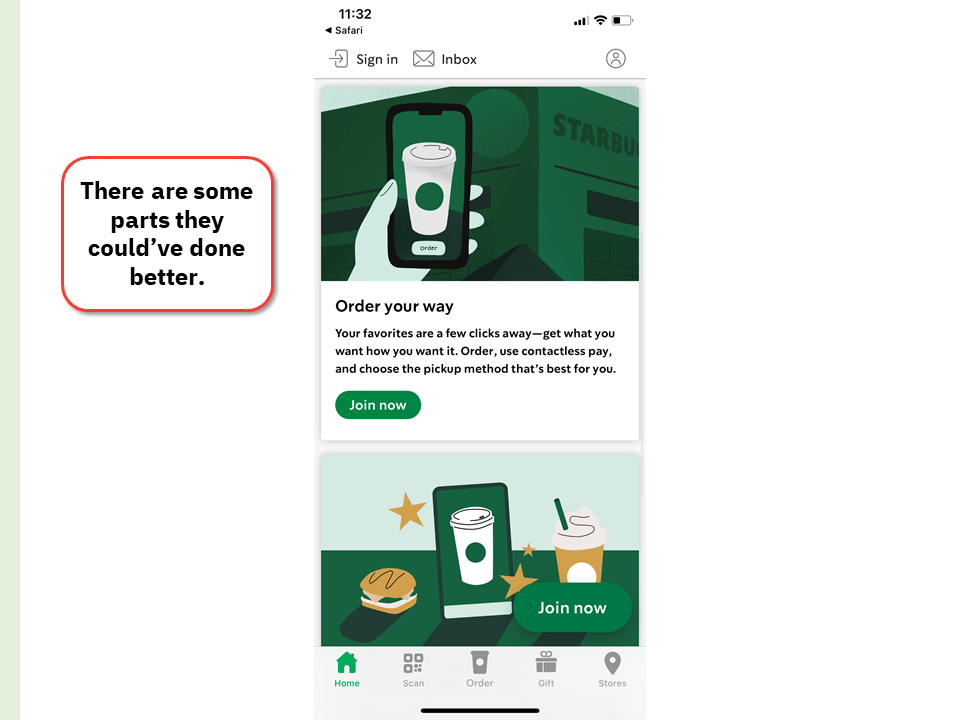 11:32
Safari
Sign in
Inbox
There are some
parts they
could’ve done
better.
STARBU
Order
Order your way
Your favorites are a few clicks away—get what you
want how you want it. Order, use contactless pay,
and choose the pickup method that’s best for you.
Join now
Join now
Home
Scan
Order
Gift
Stores